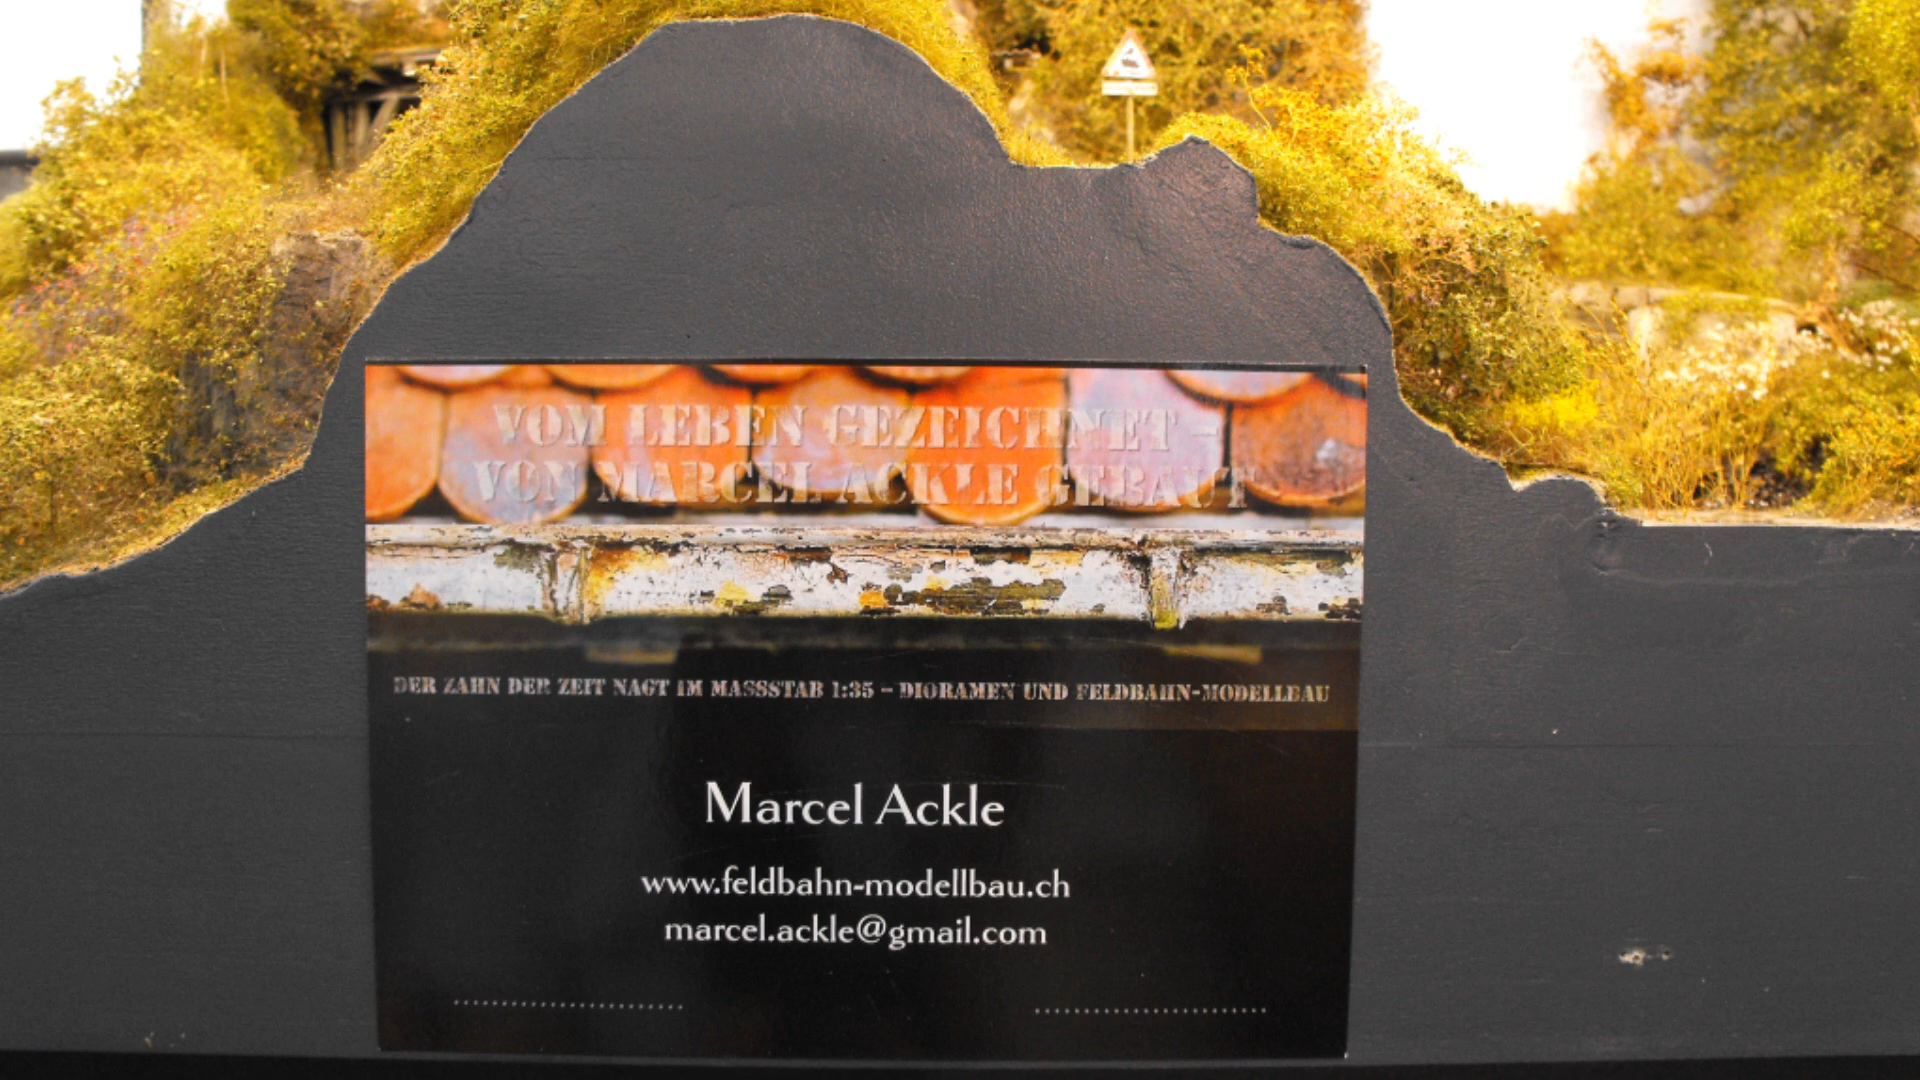 VOM LEBEN GEZEICHNET –
VON MARCEL ACKLE GEBAUT
DER ZAHN DER ZEIT NAGT IM MASSSTAB 1:35 – DIORAMEN UND FELDBAHN-MODELLBAU
Marcel Ackle
www.feldbahn-modellbau.ch
marcel.ackle@gmail.com